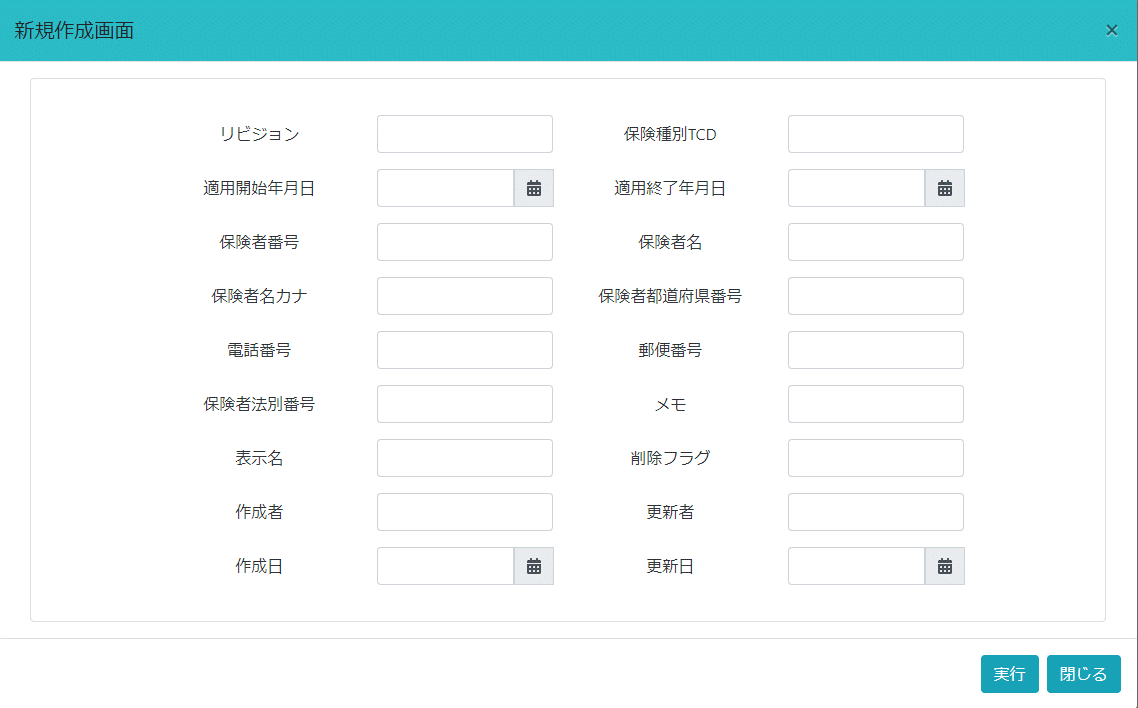 新規作成画面
×
リビジョン 保険種別TCD
適用開始年月日 適用終了年月日
保険者番号 保険者名
保険者名カナ 保険者都道府県番号
電話番号 郵便番号
保険者法別番号 メモ
表示名 削除フラグ
作成者 更新者
作成日 更新日
実行 閉じる